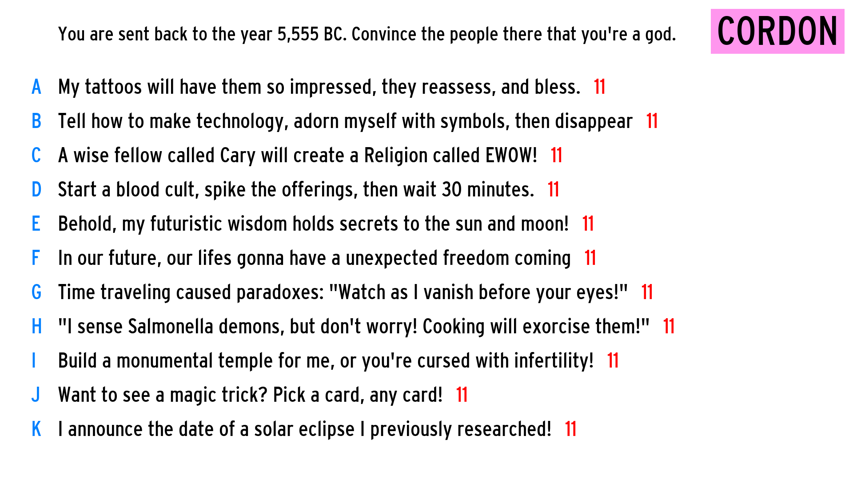 You are sent back to the year 5,555 BC. Convince the people there that you're a god.
CORDON
A My tattoos will have them so impressed, they reassess, and bless. 11
B Tell how to make technology, adorn myself with symbols, then disappear 11
C A wise fellow called Cary will create a Religion called EWOW! 11
D Start a blood cult, spike the offerings, then wait 30 minutes. 11
E Behold, my futuristic wisdom holds secrets to the sun and moon! 11
F In our future, our lifes gonna have a unexpected freedom coming 11
G Time traveling caused paradoxes: "Watch as I vanish before your eyes!" 11
H "I sense Salmonella demons, but don't worry! Cooking will exorcise them!" 11
I Build a monumental temple for me, or you're cursed with infertility! 11
J Want to see a magic trick? Pick a card, any card! 11
K I announce the date of a solar eclipse I previously researched! 11